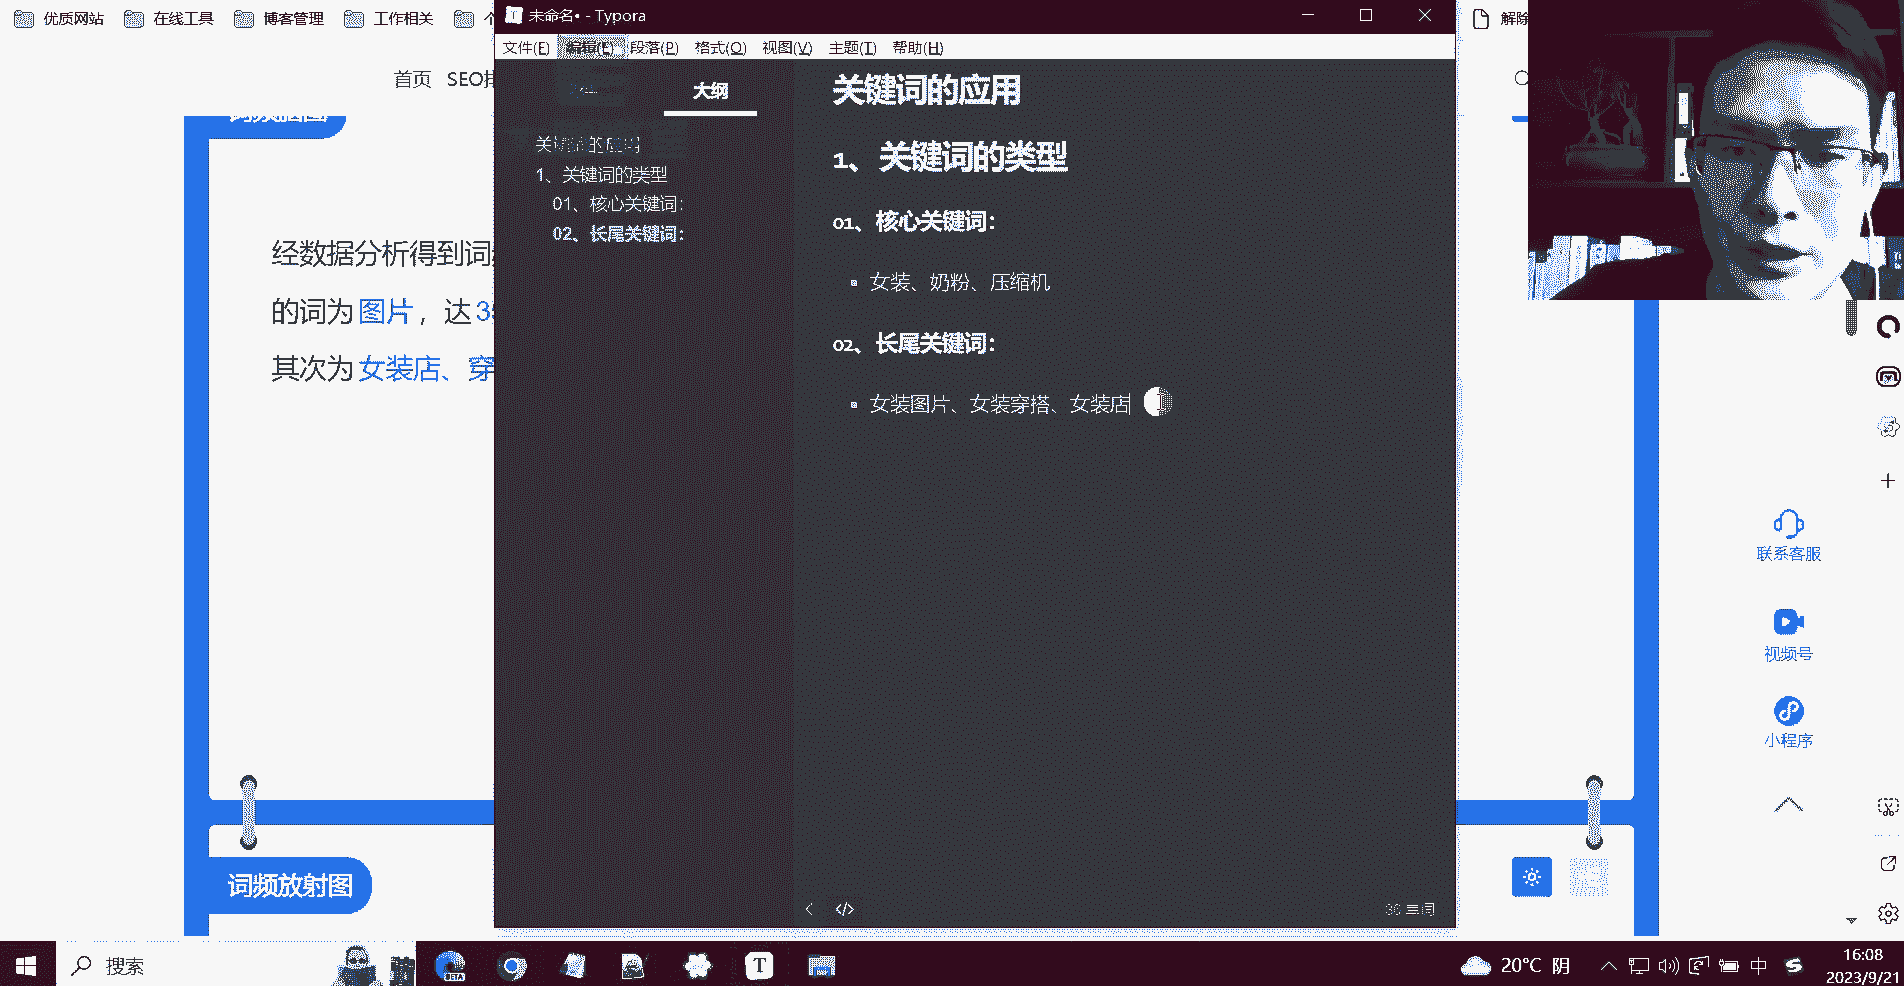 优质网站
在线工具
博客管理
工作相关
未命名• - Typora
文件(F) 编辑(E) 段落(P) 格式(O) 视图(V) 主题(T) 帮助(H)
解除
首页 SEO
大纲
关键词的应用
1、关键词的类型
01、核心关键词：
02、长尾关键词：
关键词的应用
1、关键词的类型
01、核心关键词：
女装、奶粉、压缩机
02、长尾关键词：
女装图片、女装穿搭、女装店
经数据分析得到词
的词为 图片 ，达 3
其次为 女装店、穿
联系客服
视频号
小程序
词频放射图
搜索
BETA
T
20°C 阴
中
16:08
2023/9/21